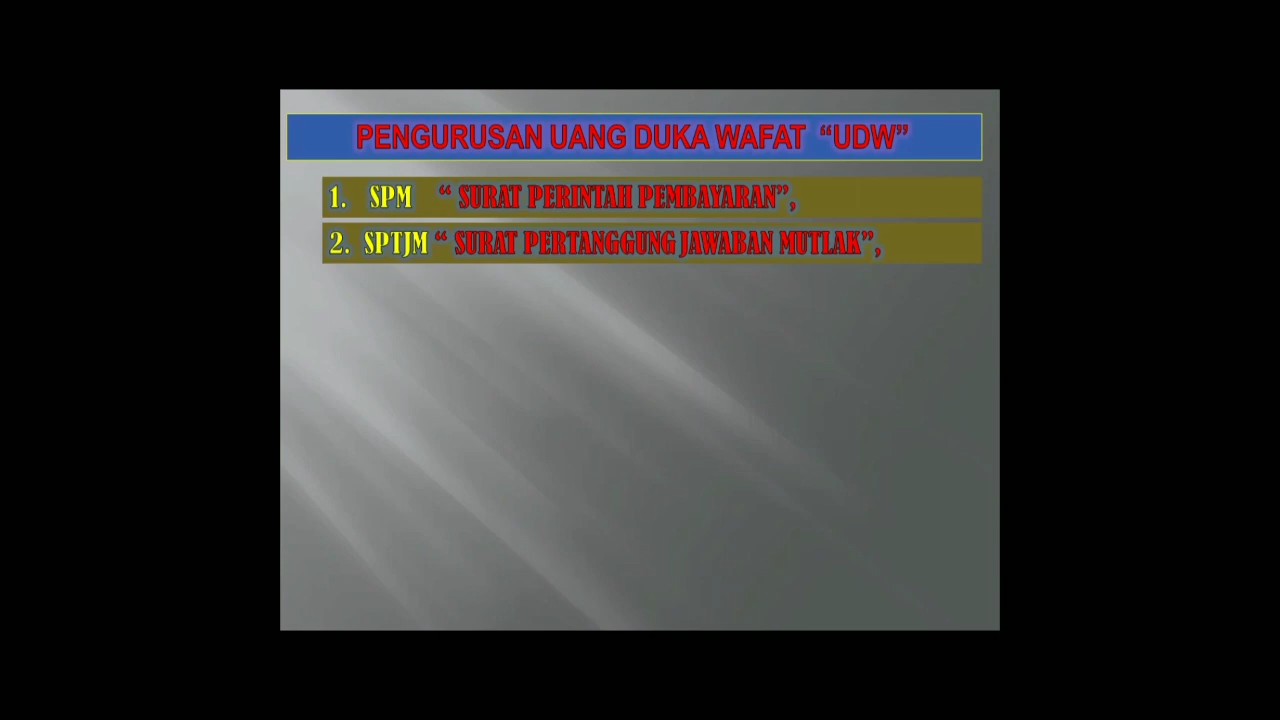 PENGURUSAN UANG DUKA WAFAT “UDW”
1. SPM “ SURAT PERINTAH PEMBAYARAN”,
2. SPTJM “ SURAT PERTANGGUNG JAWABAN MUTLAK”,